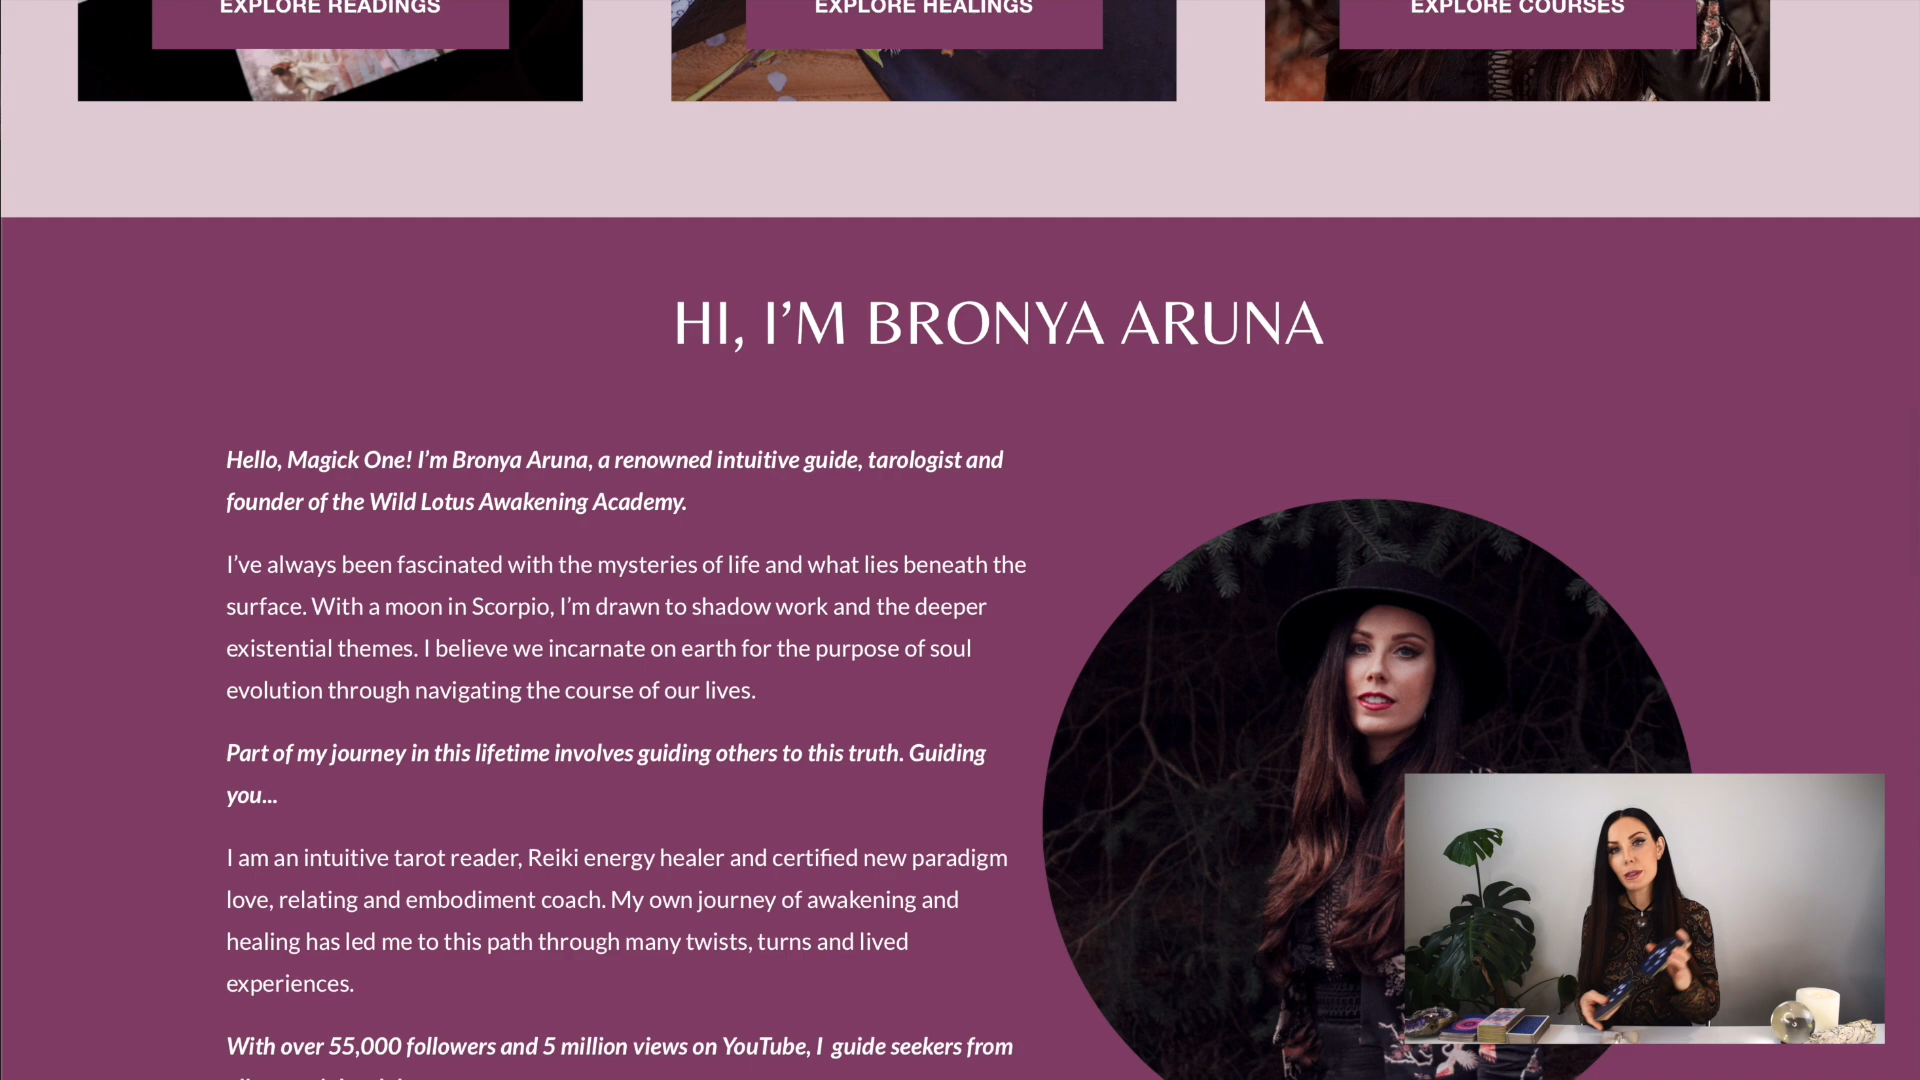 EXPLORE READINGS
EXPLORE HEALINGS
EXPLORE COURSES
HI, I’M BRONYA ARUNA
Hello, Magick One! I’m Bronya Aruna, a renowned intuitive guide, tarologist and
founder of the Wild Lotus Awakening Academy.
I’ve always been fascinated with the mysteries of life and what lies beneath the
surface. With a moon in Scorpio, I’m drawn to shadow work and the deeper
existential themes. I believe we incarnate on earth for the purpose of soul
evolution through navigating the course of our lives.
Part of my journey in this lifetime involves guiding others to this truth. Guiding
you...
I am an intuitive tarot reader, Reiki energy healer and certified new paradigm
love, relating and embodiment coach. My own journey of awakening and
healing has led me to this path through many twists, turns and lived
experiences.
With over 55,000 followers and 5 million views on YouTube, I guide seekers from